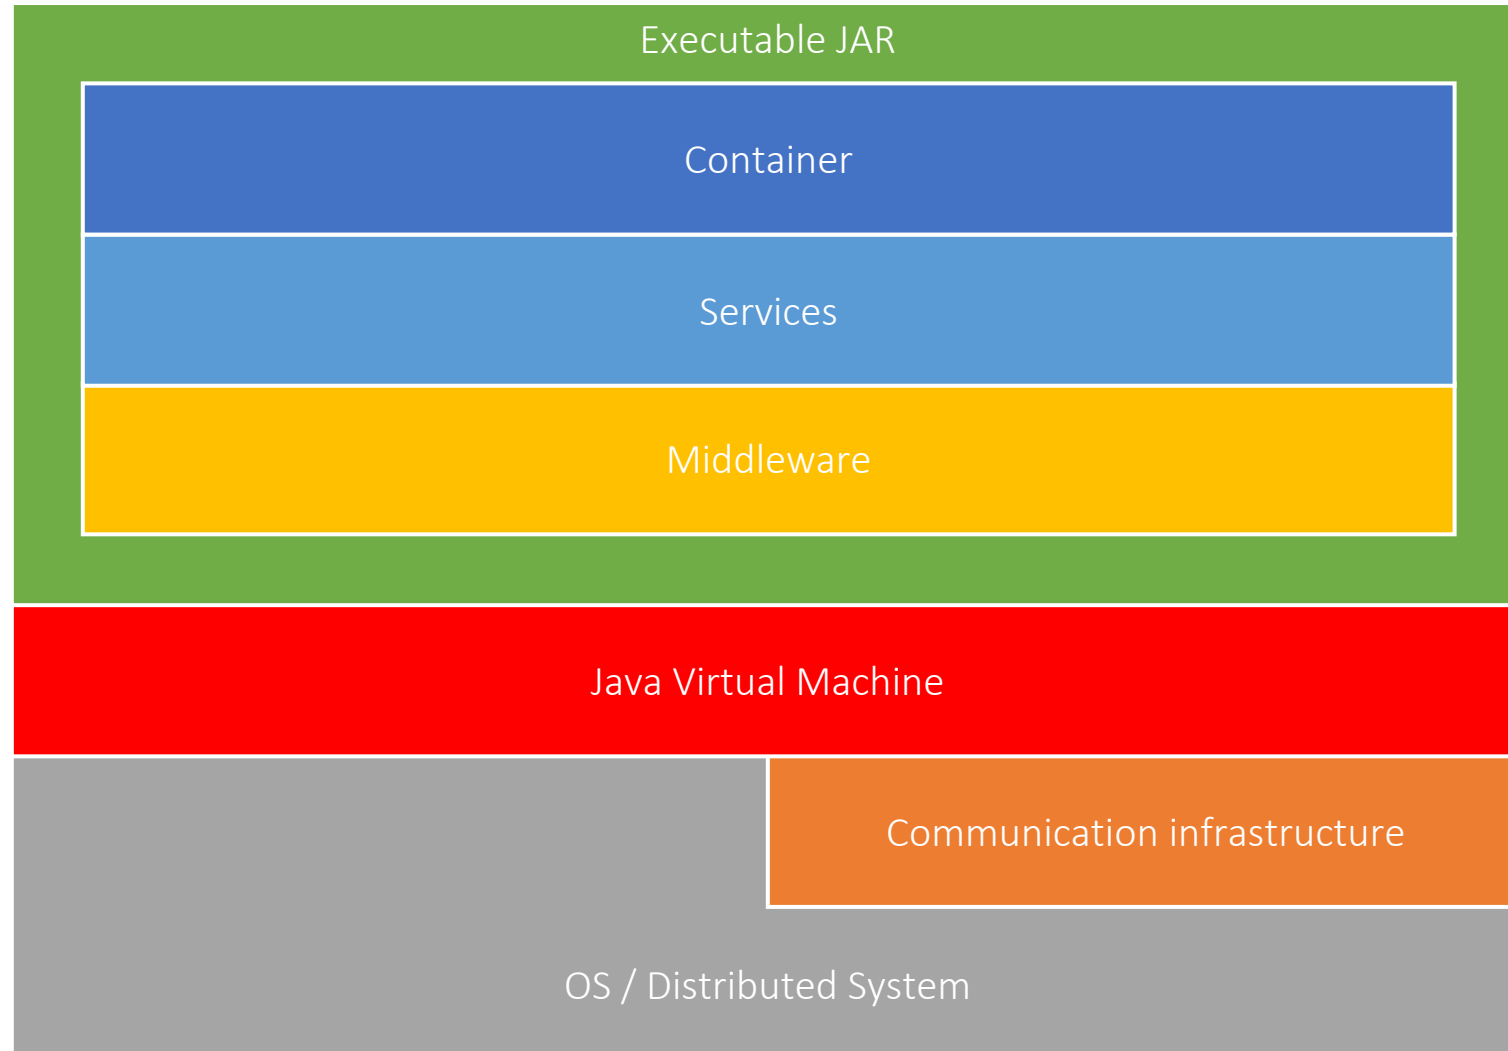 Executable JAR
Container
Services
Middleware
Java Virtual Machine
Communication infrastructure
OS / Distributed System